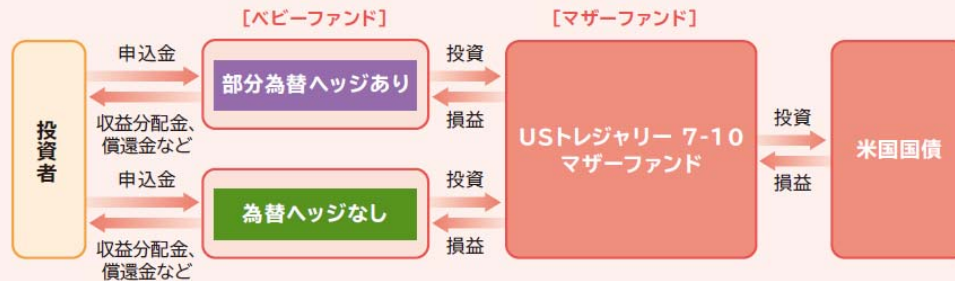 ［ベビーファンド］
［マザーファンド］
投資者
申込金
収益分配金、
償還金など
部分為替ヘッジあり
投資
損益
申込金
収益分配金、
償還金など
為替ヘッジなし
投資
損益
USトレジャリー 7-10
マザーファンド
投資
損益
米国国債